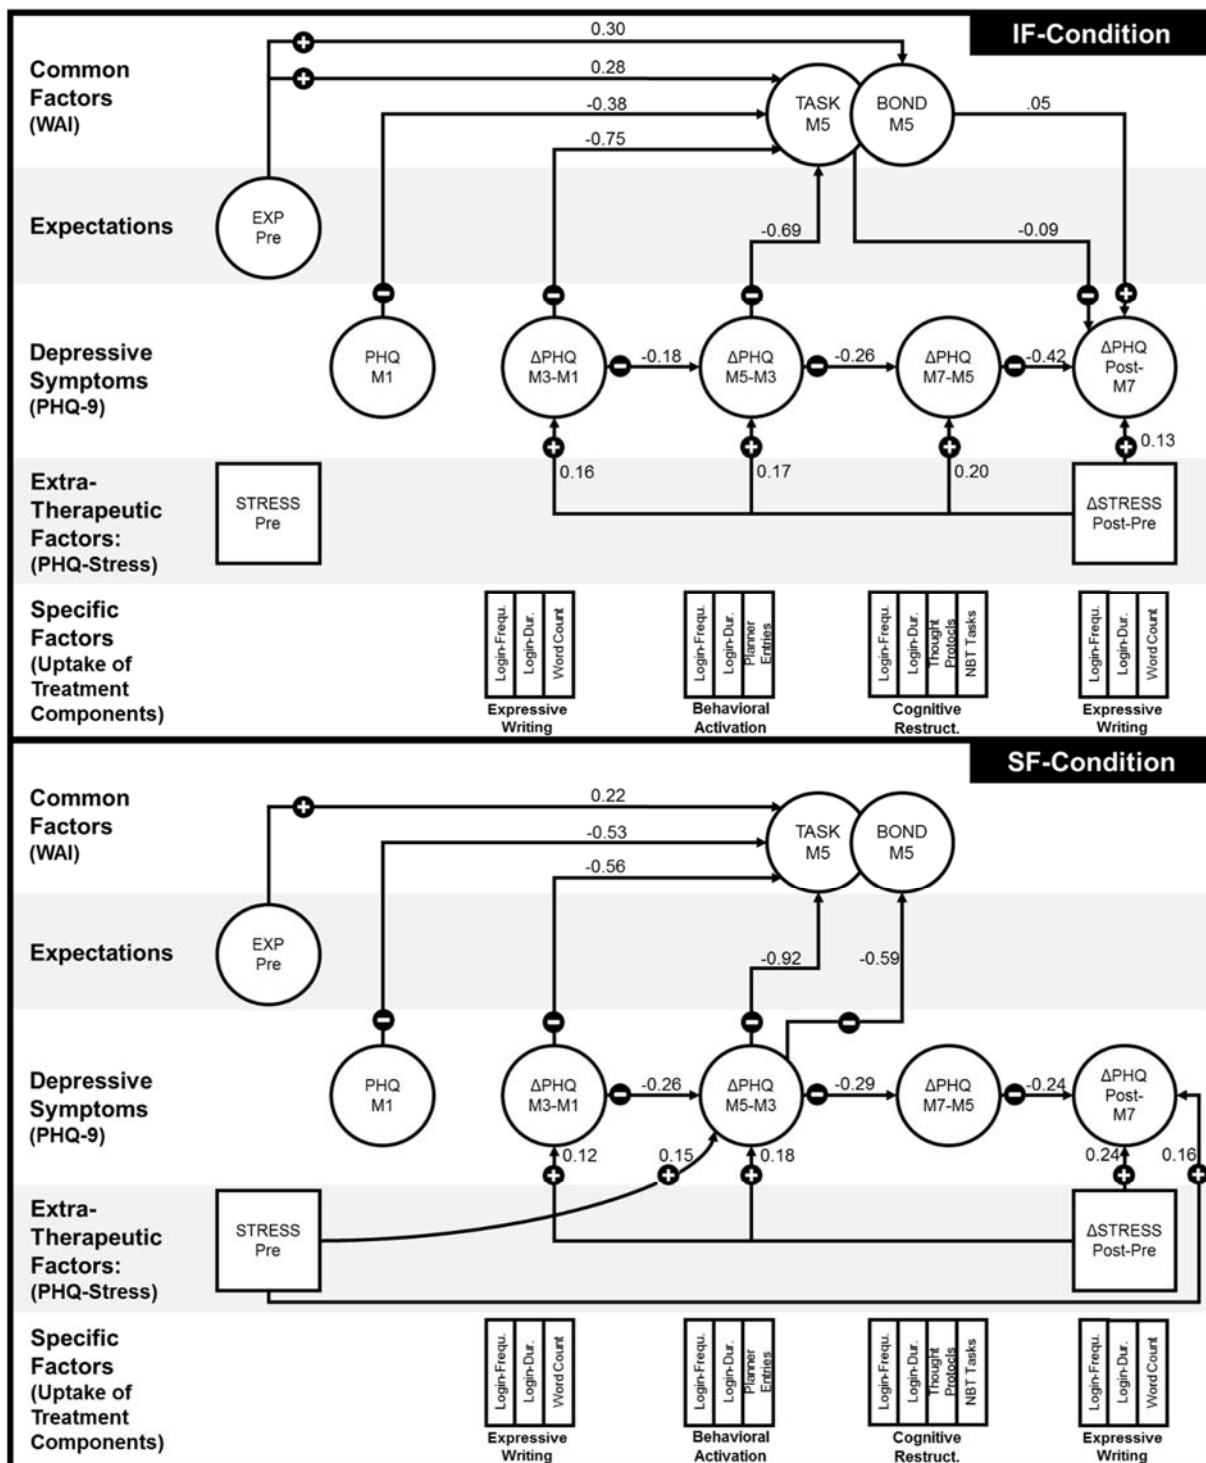 IF-Condition
Common
Factors
(WAI)
0.30
0.28
-0.38
-0.75
TASK
M5
BOND
M5
.05
Expectations
EXP
Pre
-0.69
-0.09
Depressive
Symptoms
(PHQ-9)
PHQ
M1
ΔPHQ
M3-M1
-0.18
ΔPHQ
M5-M3
-0.26
ΔPHQ
M7-M5
-0.42
ΔPHQ
Post-
M7
0.16
0.17
0.20
0.13
Extra-
Therapeutic
Factors:
(PHQ-Stress)
STRESS
Pre
ΔSTRESS
Post-Pre
Specific
Factors
(Uptake of
Treatment
Components)
Login-Frequ.
Login-Dur.
Word Count
Expressive
Writing
Login-Frequ.
Login-Dur.
Planner
Entries
Behavioral
Activation
Login-Frequ.
Login-Dur.
Thought
Protocls
NBT Tasks
Cognitive
Restruct.
Login-Frequ.
Login-Dur.
Word Count
Expressive
Writing
SF-Condition
Common
Factors
(WAI)
0.22
-0.53
-0.56
TASK
M5
BOND
M5
Expectations
EXP
Pre
-0.92
-0.59
Depressive
Symptoms
(PHQ-9)
PHQ
M1
ΔPHQ
M3-M1
-0.26
ΔPHQ
M5-M3
-0.29
ΔPHQ
M7-M5
-0.24
ΔPHQ
Post-
M7
0.12
0.15
0.18
0.24
0.16
Extra-
Therapeutic
Factors:
(PHQ-Stress)
STRESS
Pre
ΔSTRESS
Post-Pre
Specific
Factors
(Uptake of
Treatment
Components)
Login-Frequ.
Login-Dur.
Word Count
Expressive
Writing
Login-Frequ.
Login-Dur.
Planner
Entries
Behavioral
Activation
Login-Frequ.
Login-Dur.
Thought
Protocls
NBT Tasks
Cognitive
Restruct.
Login-Frequ.
Login-Dur.
Word Count
Expressive
Writing